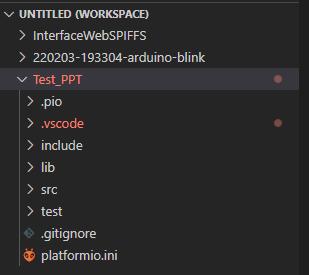 UNTITLED (WORKSPACE)
InterfaceWebSPIFFS
220203-193304-arduino-blink
Test_PPT
.pio
.vscode
include
lib
src
test
.gitignore
platformio.ini